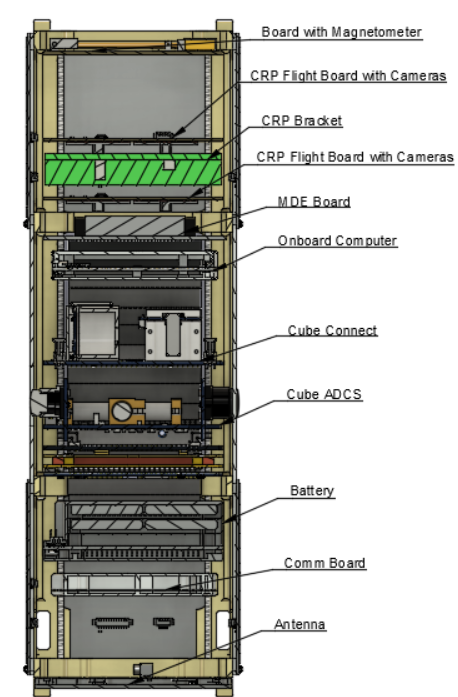 Board with Magnetometer
CRP Flight Board with Cameras
CRP Bracket
CRP Flight Board with Cameras
MDE Board
Onboard Computer
Cube Connect
Cube ADCS
Battery
Comm Board
Antenna